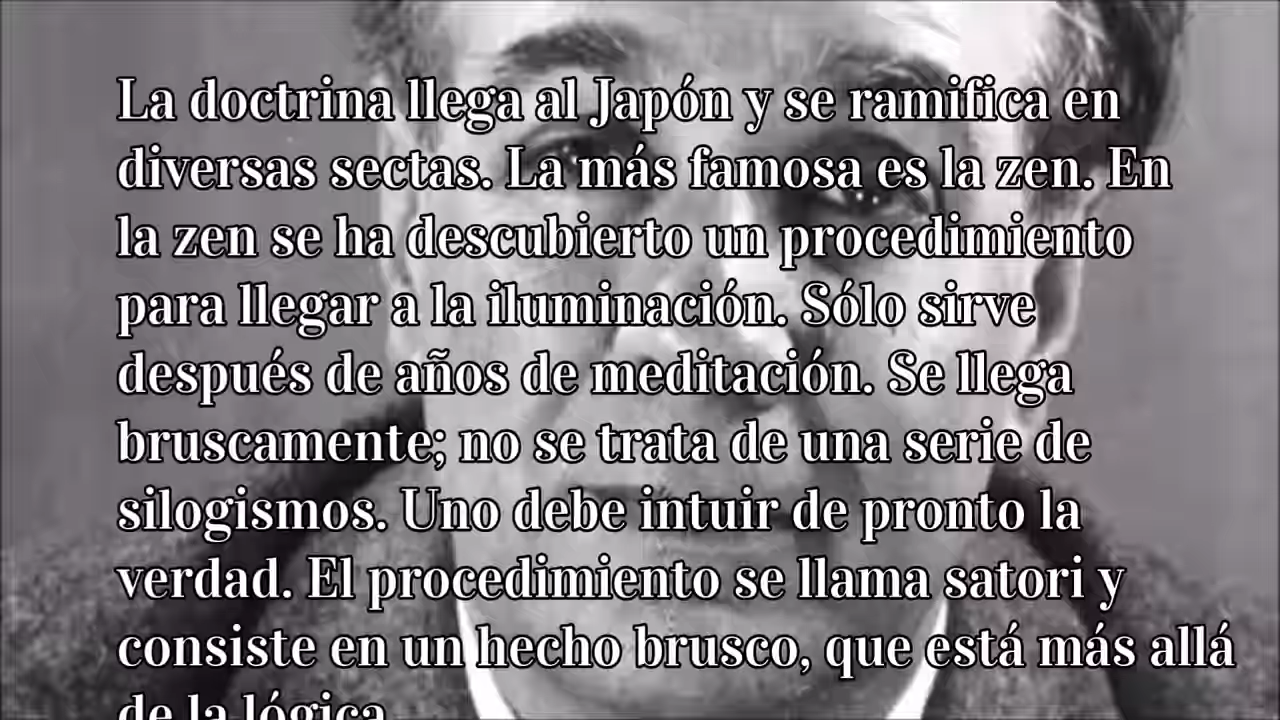 La doctrina llega al Japón y se ramifica en
diversas sectas. La más famosa es la zen. En
la zen se ha descubierto un procedimiento
para llegar a la iluminación. Sólo sirve
después de años de meditación. Se llega
bruscamente; no se trata de una serie de
silogismos. Uno debe intuir de pronto la
verdad. El procedimiento se llama satori y
consiste en un hecho brusco, que está más allá
de la lógica.